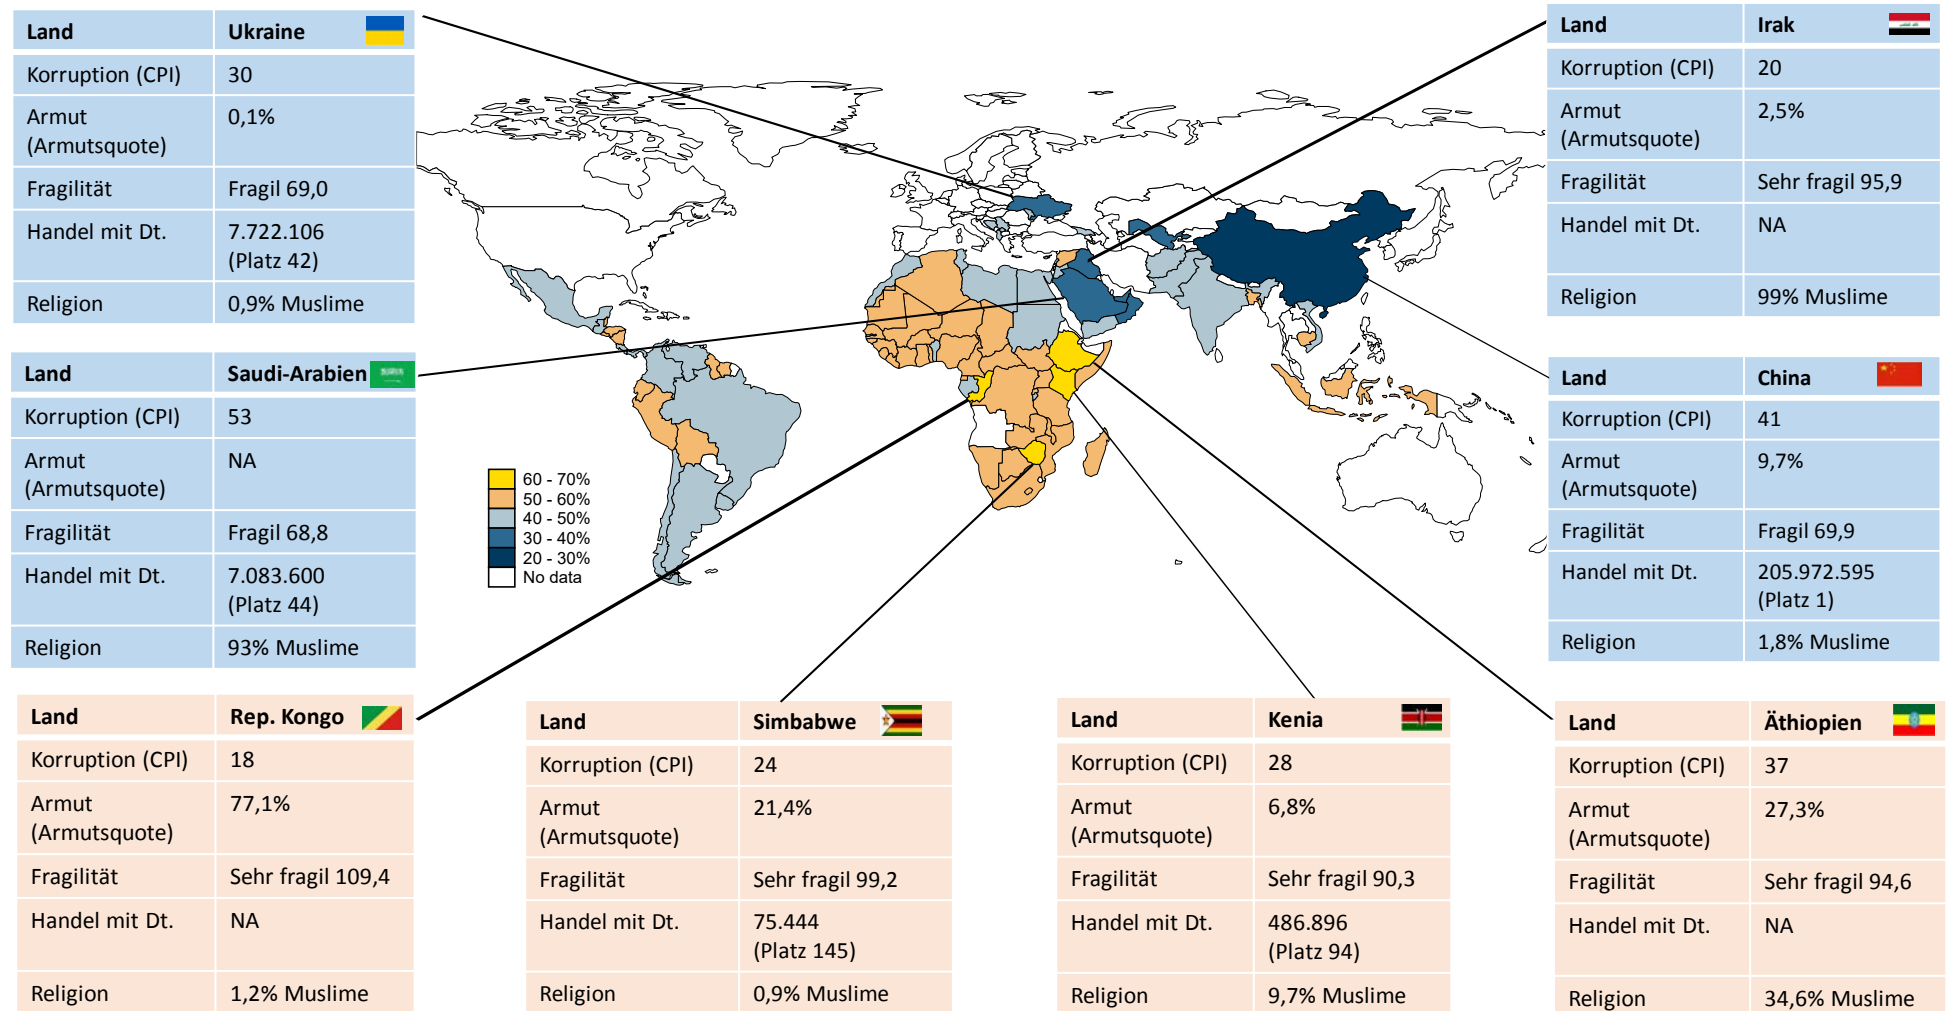 Land Ukraine
Korruption (CPI) 30
Armut 0,1%
(Armutsquote)
Fragilität Fragil 69,0
Handel mit Dt. 7.722.106
(Platz 42)
Religion 0,9% Muslime
Land Irak
Korruption (CPI) 20
Armut 2,5%
(Armutsquote)
Fragilität Sehr fragil 95,9
Handel mit Dt. NA
Religion 99% Muslime
Land Saudi-Arabien
Korruption (CPI) 53
Armut NA
(Armutsquote)
Fragilität Fragil 68,8
Handel mit Dt. 7.083.600
(Platz 44)
Religion 93% Muslime
60 - 70%
50 - 60%
40 - 50%
30 - 40%
20 - 30%
No data
Land China
Korruption (CPI) 41
Armut 9,7%
(Armutsquote)
Fragilität Fragil 69,9
Handel mit Dt. 205.972.595
(Platz 1)
Religion 1,8% Muslime
Land Rep. Kongo
Korruption (CPI) 18
Armut 77,1%
(Armutsquote)
Fragilität Sehr fragil 109,4
Handel mit Dt. NA
Religion 1,2% Muslime
Land Simbabwe
Korruption (CPI) 24
Armut 21,4%
(Armutsquote)
Fragilität Sehr fragil 99,2
Handel mit Dt. 75.444
(Platz 145)
Religion 0,9% Muslime
Land Kenia
Korruption (CPI) 28
Armut 6,8%
(Armutsquote)
Fragilität Sehr fragil 90,3
Handel mit Dt. 486.896
(Platz 94)
Religion 9,7% Muslime
Land Äthiopien
Korruption (CPI) 37
Armut 27,3%
(Armutsquote)
Fragilität Sehr fragil 94,6
Handel mit Dt. NA
Religion 34,6% Muslime